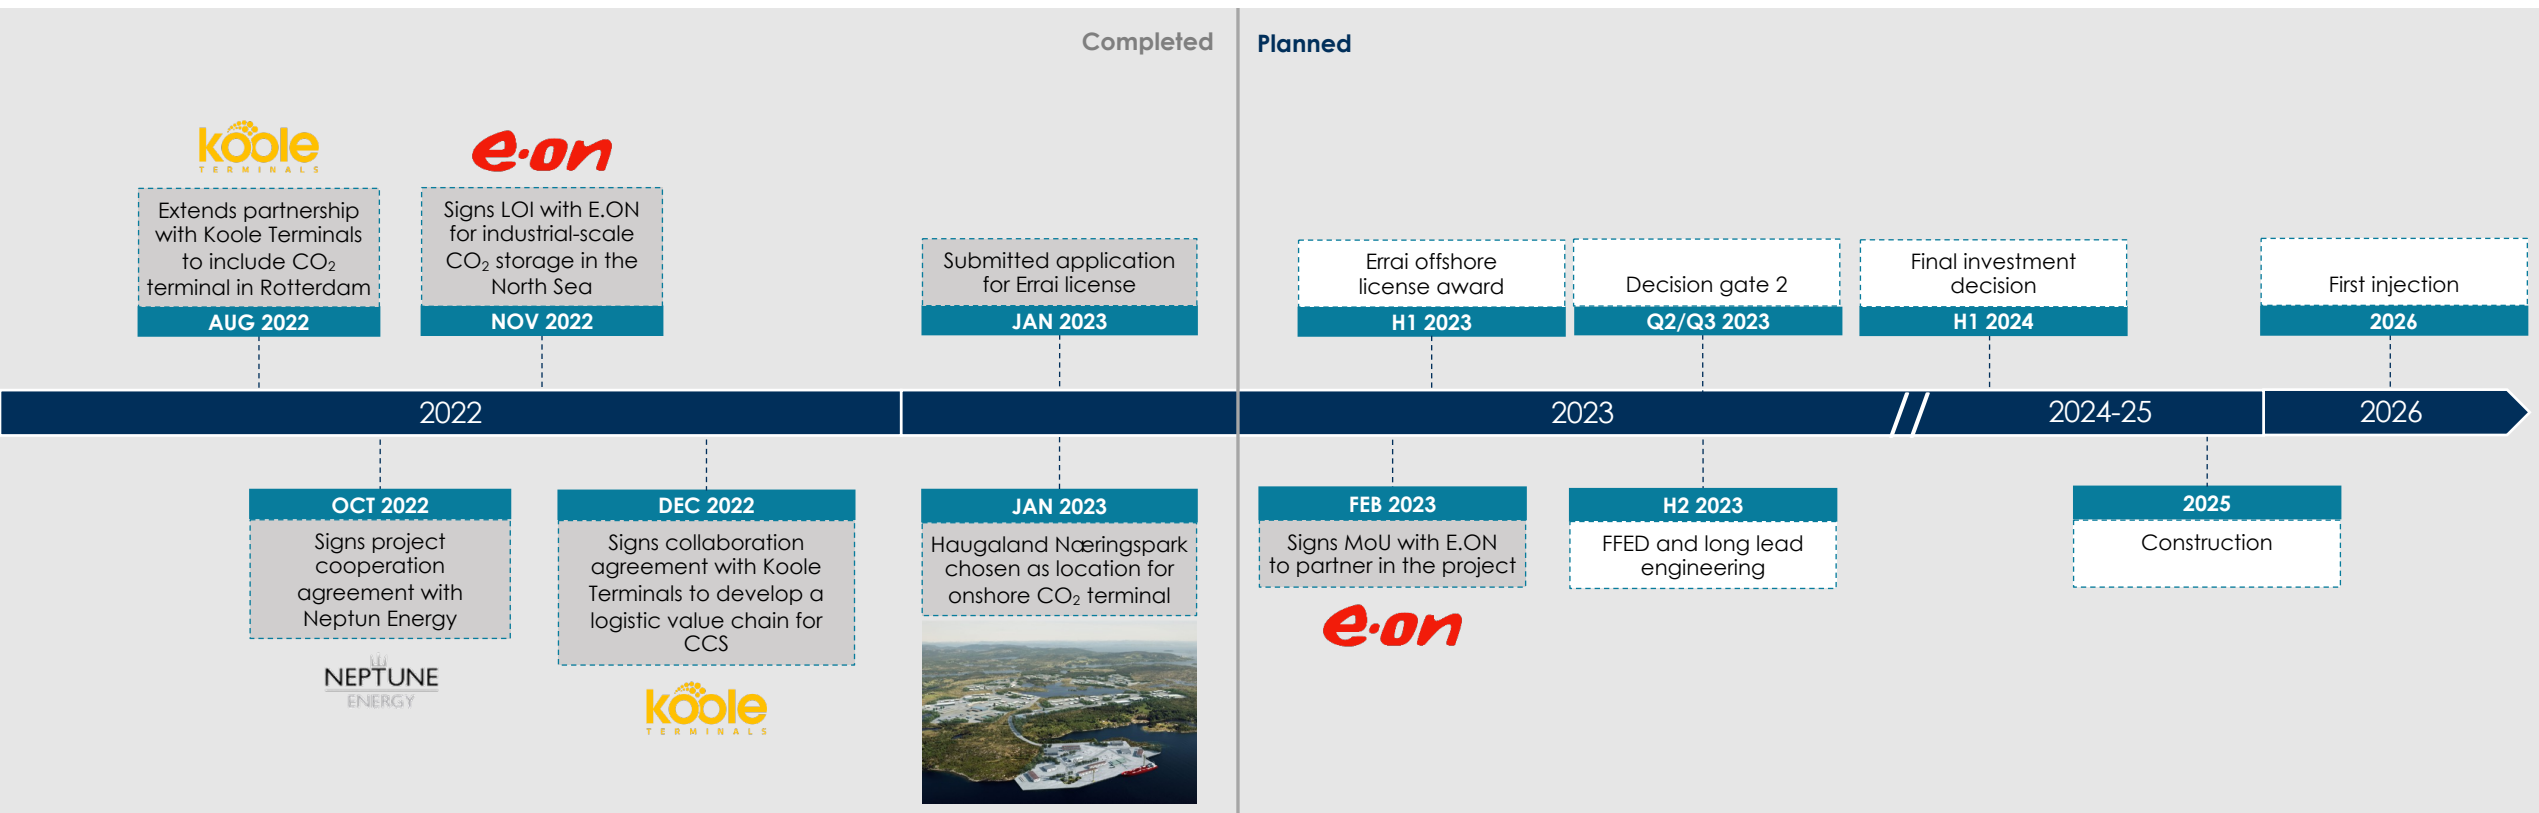 Completed
Planned
koole
TERMINALS
e·on
Extends partnership
with Koole Terminals
to include CO₂
terminal in Rotterdam
AUG 2022
Signs LOI with E.ON
for industrial-scale
CO₂ storage in the
North Sea
NOV 2022
Submitted application
for Errai license
JAN 2023
Errai offshore
license award
H1 2023
Decision gate 2
Q2/Q3 2023
Final investment
decision
H1 2024
First injection
2026
2022
2023
2024-25
2026
OCT 2022
Signs project
cooperation
agreement with
Neptun Energy
NEPTUNE
ENERGY
DEC 2022
Signs collaboration
agreement with Koole
Terminals to develop a
logistic value chain for
CCS
koole
TERMINALS
JAN 2023
Haugaland Næringspark
chosen as location for
onshore CO₂ terminal
FEB 2023
Signs MoU with E.ON
to partner in the project
e·on
H2 2023
FFED and long lead
engineering
2025
Construction